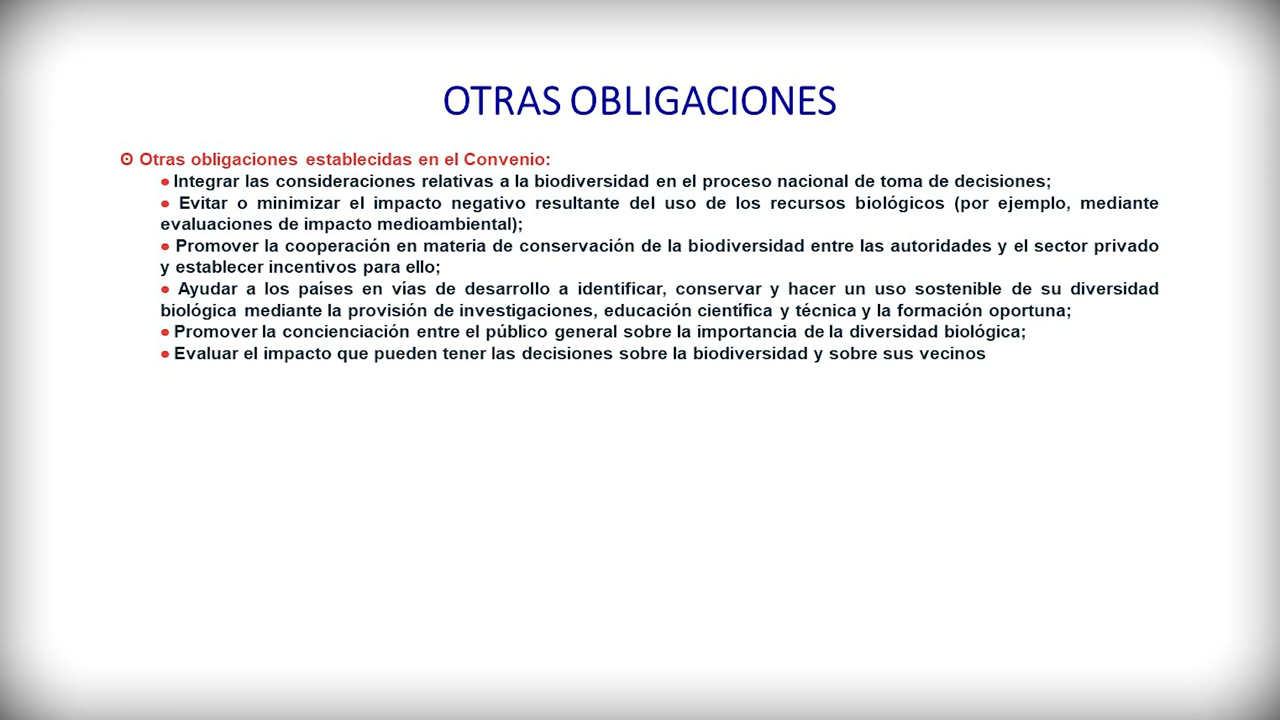 OTRAS OBLIGACIONES
⊙ Otras obligaciones establecidas en el Convenio:
● Integrar las consideraciones relativas a la biodiversidad en el proceso nacional de toma de decisiones;
● Evitar o minimizar el impacto negativo resultante del uso de los recursos biológicos (por ejemplo, mediante
evaluaciones de impacto medioambiental);
● Promover la cooperación en materia de conservación de la biodiversidad entre las autoridades y el sector privado
y establecer incentivos para ello;
● Ayudar a los países en vías de desarrollo a identificar, conservar y hacer un uso sostenible de su diversidad
biológica mediante la provisión de investigaciones, educación científica y técnica y la formación oportuna;
● Promover la concienciación entre el público general sobre la importancia de la diversidad biológica;
● Evaluar el impacto que pueden tener las decisiones sobre la biodiversidad y sobre sus vecinos